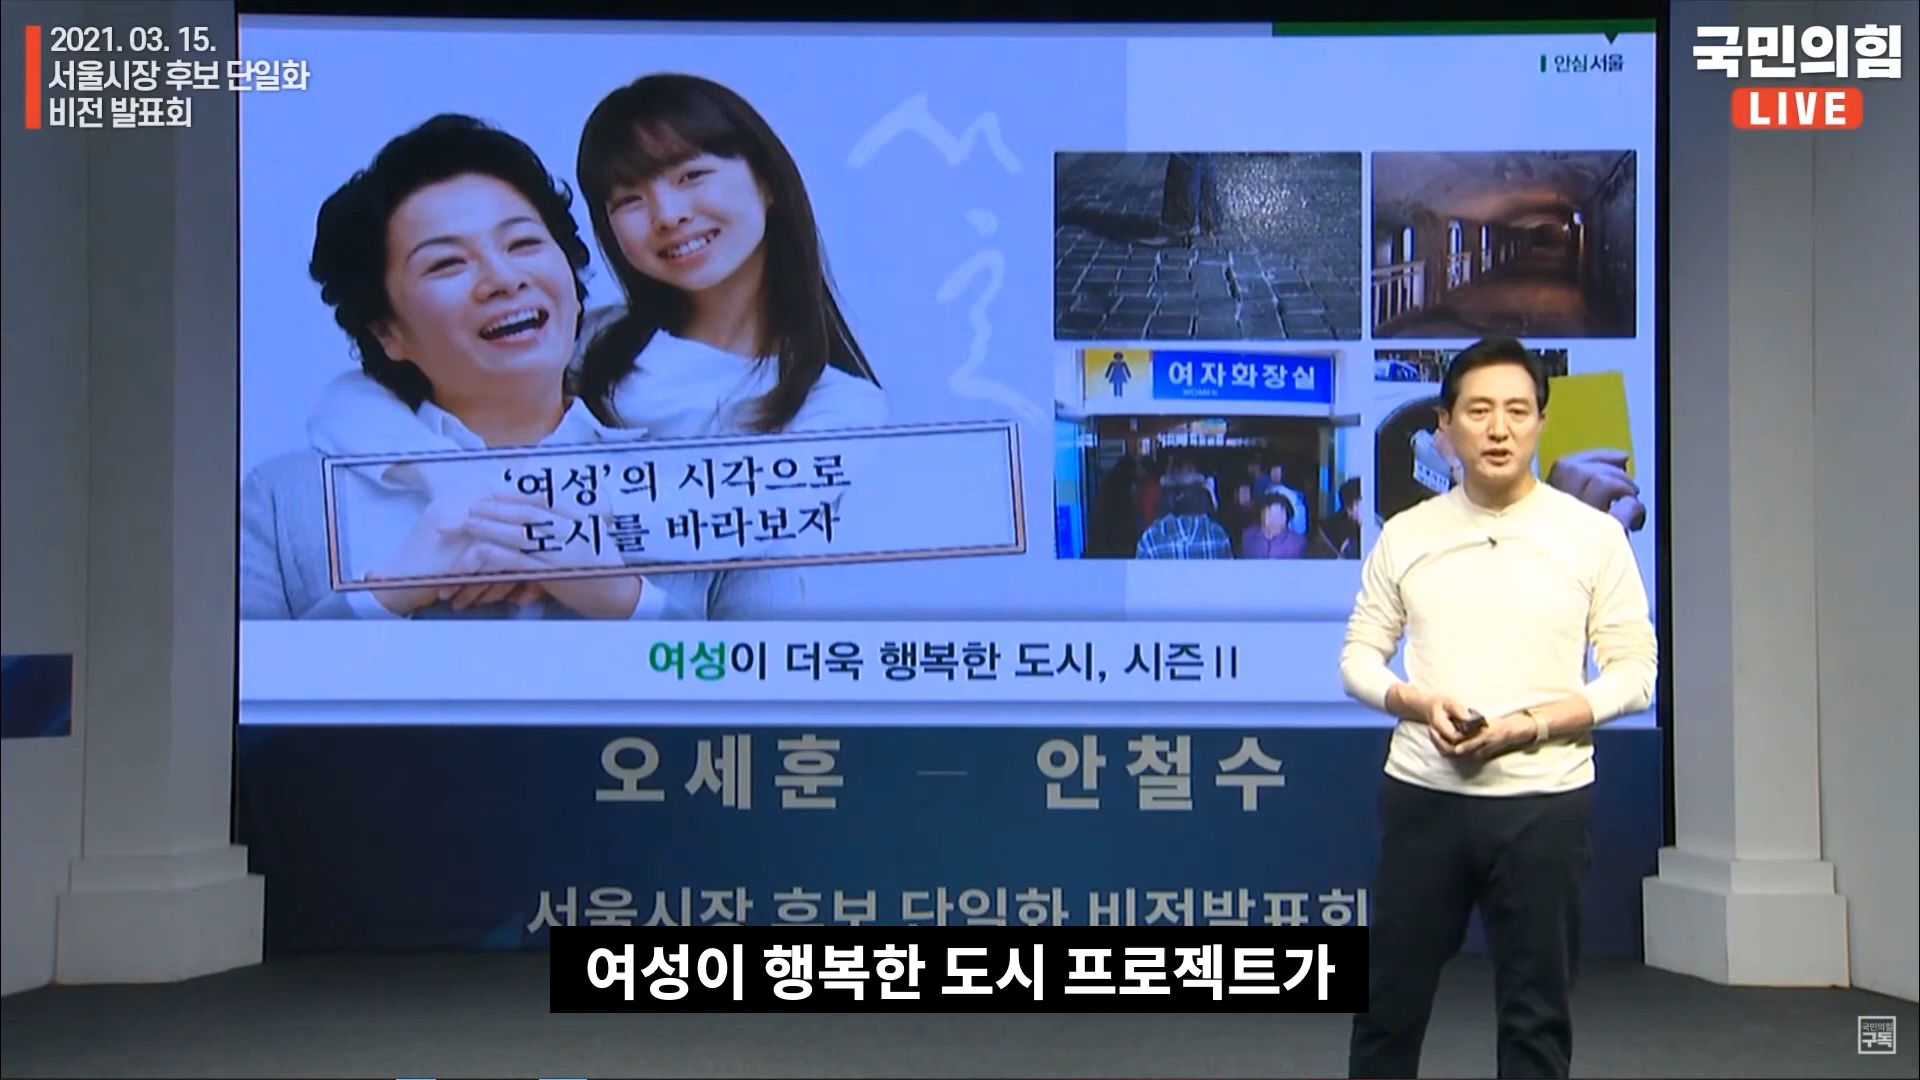 2021. 03. 15.
서울시장 후보 단일화
비전 발표회
국민의힘
LIVE
안심서울
서울
여자화장실
WOMEN
‘여성’의 시각으로
도시를 바라보자
여성이 더욱 행복한 도시, 시즌 II
오세훈 — 안철수
서울시장 후보 단일화 비전발표회
여성이 행복한 도시 프로젝트가
국민의힘
구독